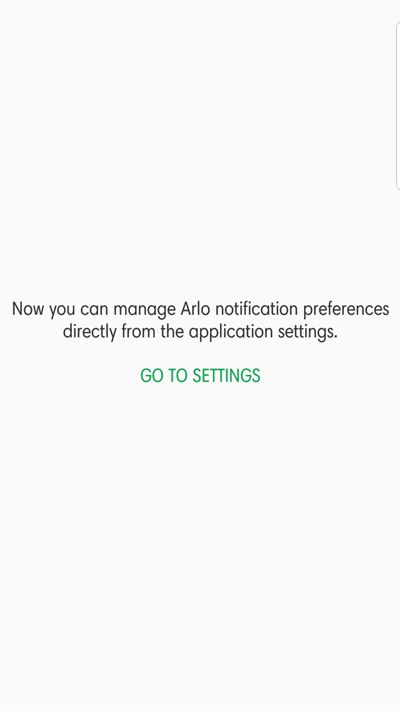 Now you can manage Arlo notification preferences
directly from the application settings.
GO TO SETTINGS